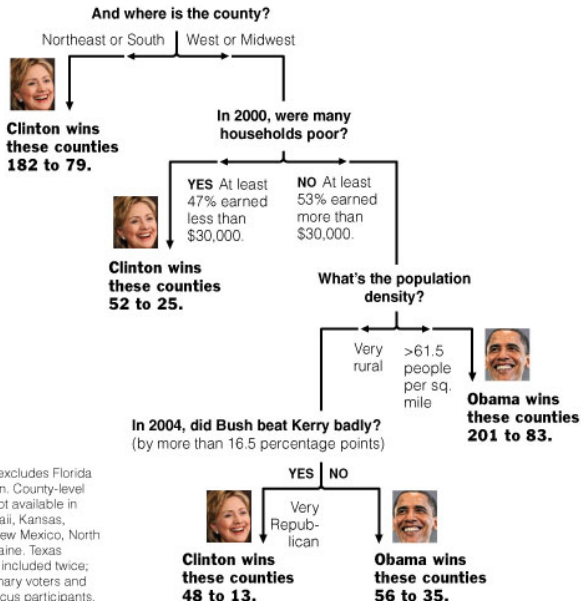 And where is the county?
Northeast or South
West or Midwest
Clinton wins
these counties
182 to 79.
In 2000, were many
households poor?
YES At least
47% earned
less than
$30,000.
NO At least
53% earned
more than
$30,000.
Clinton wins
these counties
52 to 25.
What's the population
density?
Very
rural
>61.5
people
per sq.
mile
Obama wins
these counties
201 to 83.
In 2004, did Bush beat Kerry badly?
(by more than 16.5 percentage points)
YES
NO
Very
Repub-
lican
Clinton wins
these counties
48 to 13.
Obama wins
these counties
56 to 35.
excludes Florida
n. County-level
ot available in
aii, Kansas,
ew Mexico, North
aine. Texas
included twice;
nary voters and
cus participants.